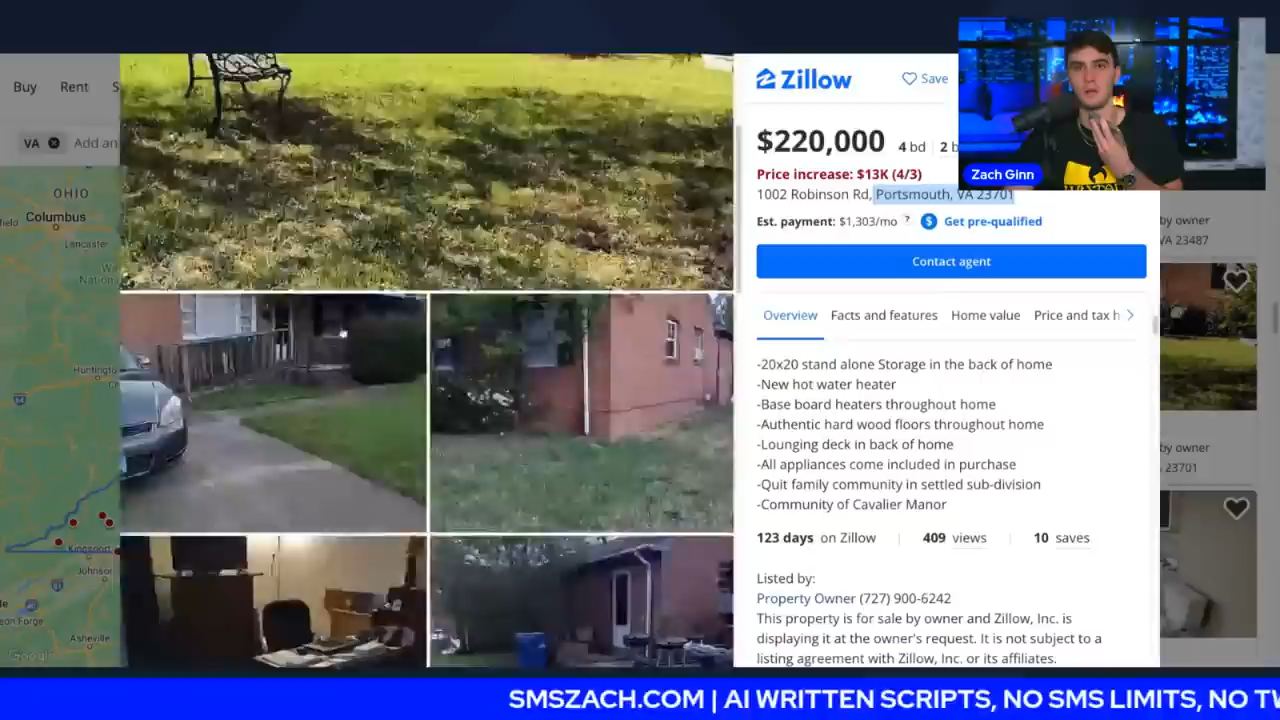 Buy Rent S
VA Add an
OHIO
Columbus
Lancaster
Huntingto
Kingsport
Johnson
Asheville
Google
Zillow
Save
$220,000 4 bd 2 b
Price increase: $13K (4/3)
1002 Robinson Rd, Portsmouth, VA 23701
Est. payment: $1,303/mo ? $ Get pre-qualified
Contact agent
Overview Facts and features Home value Price and tax h
-20x20 stand alone Storage in the back of home
-New hot water heater
-Base board heaters throughout home
-Authentic hard wood floors throughout home
-Lounging deck in back of home
-All appliances come included in purchase
-Quit family community in settled sub-division
-Community of Cavalier Manor
123 days on Zillow 409 views 10 saves
Listed by:
Property Owner (727) 900-6242
This property is for sale by owner and Zillow, Inc. is
displaying it at the owner's request. It is not subject to a
listing agreement with Zillow, Inc. or its affiliates.
Zach Ginn
by owner
VA 23487
by owner
23701
SMSZACH.COM | AI WRITTEN SCRIPTS, NO SMS LIMITS, NO TW